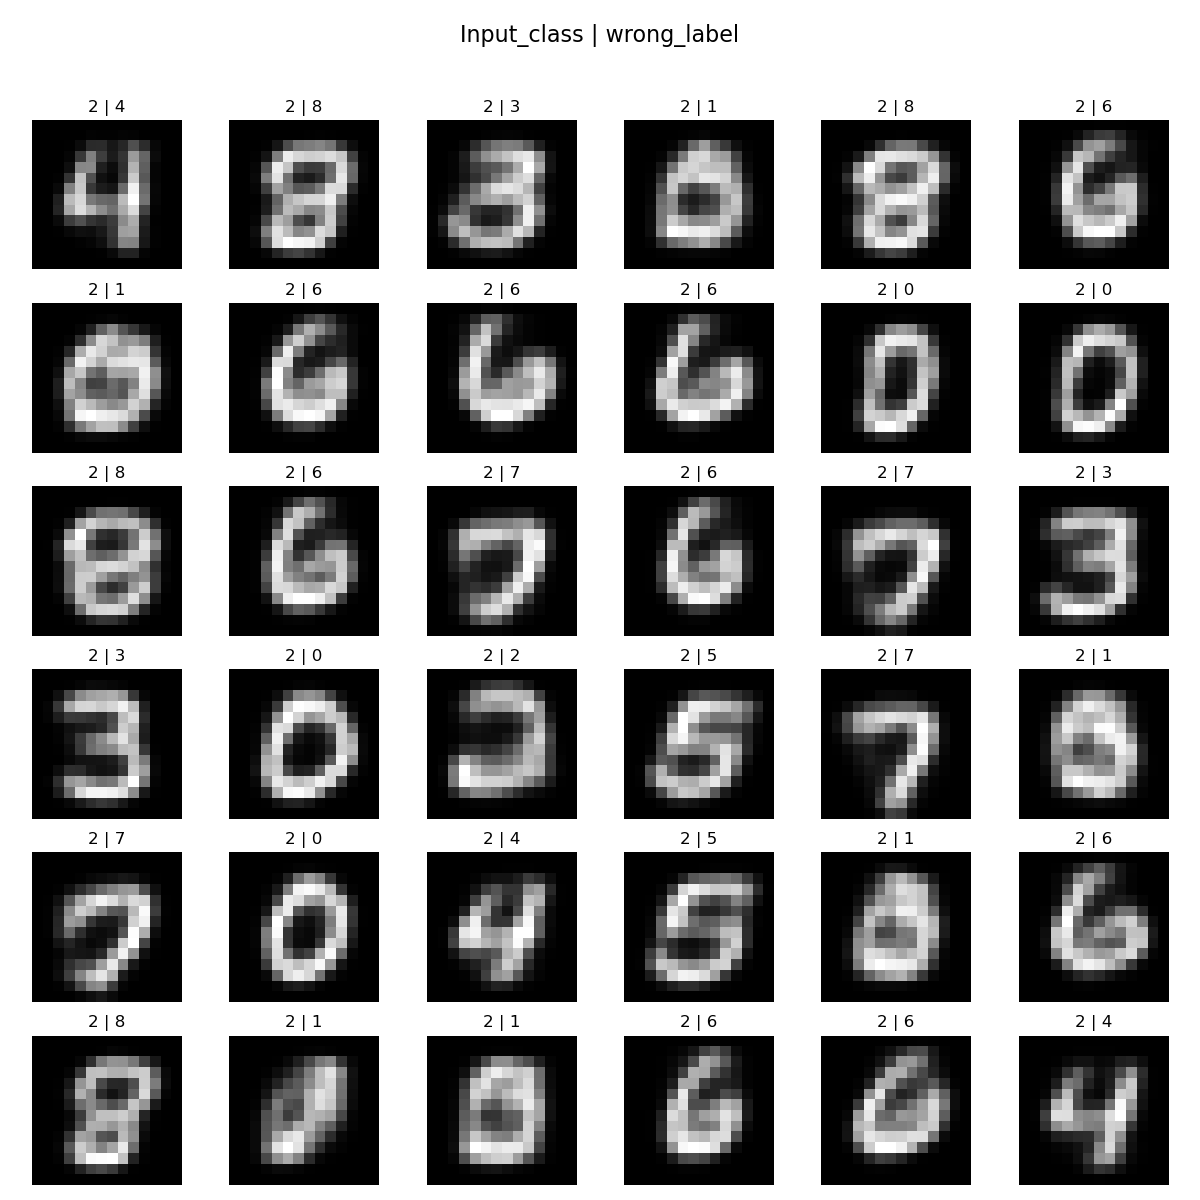 Input_class | wrong_label
2 | 4 2 | 8 2 | 3 2 | 1 2 | 8 2 | 6
2 | 1 2 | 6 2 | 6 2 | 6 2 | 0 2 | 0
2 | 8 2 | 6 2 | 7 2 | 6 2 | 7 2 | 3
2 | 3 2 | 0 2 | 2 2 | 5 2 | 7 2 | 1
2 | 7 2 | 0 2 | 4 2 | 5 2 | 1 2 | 6
2 | 8 2 | 1 2 | 1 2 | 6 2 | 6 2 | 4